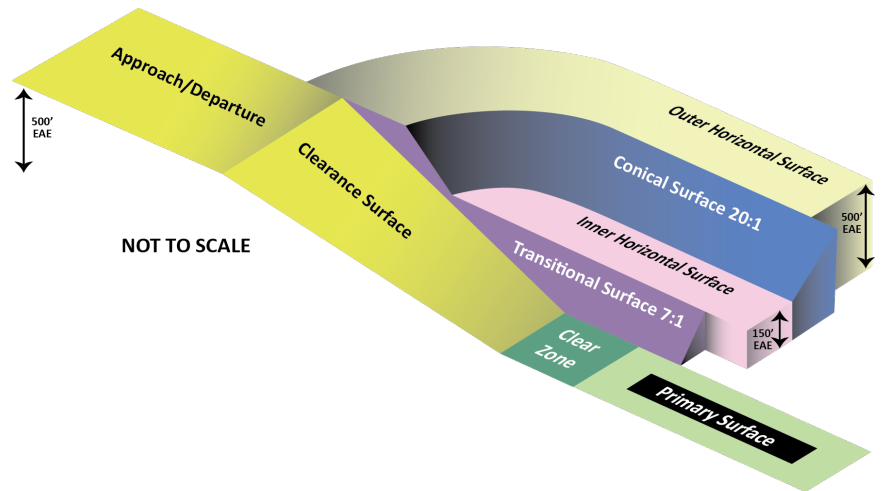 Approach/Departure
500'
EAE
Clearance Surface
NOT TO SCALE
Outer Horizontal Surface
Conical Surface 20:1
500'
EAE
Inner Horizontal Surface
Transitional Surface 7:1
150'
EAE
Clear
Zone
Primary Surface